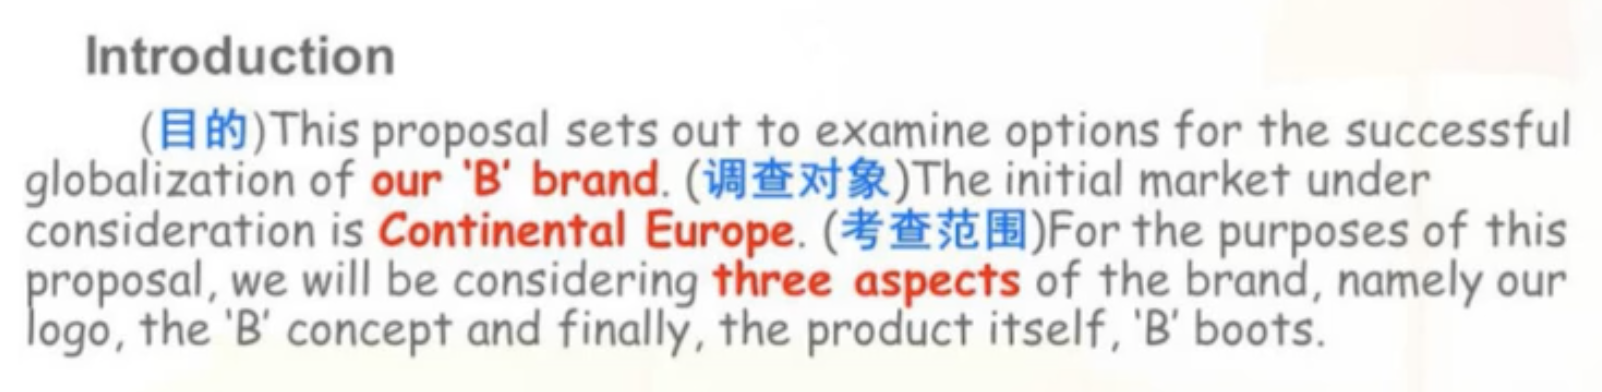 Introduction
(目的)This proposal sets out to examine options for the successful
globalization of our 'B' brand. (调查对象)The initial market under
consideration is Continental Europe. (考查范围)For the purposes of this
proposal, we will be considering three aspects of the brand, namely our
logo, the 'B' concept and finally, the product itself, 'B' boots.